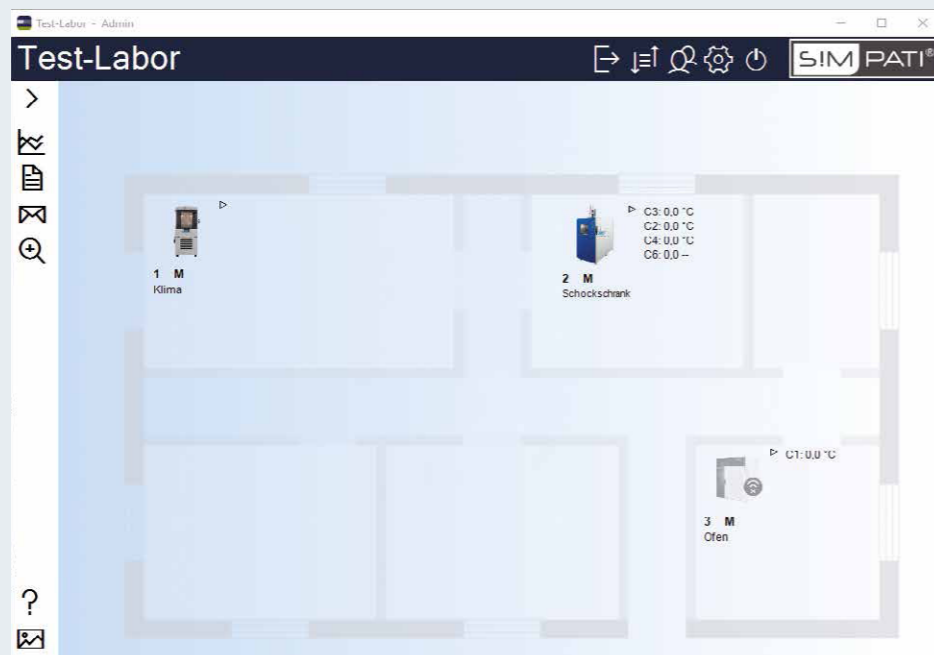 Test-Labor - Admin
Test-Labor
S!MPATI®
1 M
Klima
C3: 0,0 °C
C2: 0,0 °C
C4: 0,0 °C
C6: 0,0 --
2 M
Schockschrank
C1: 0,0 °C
3 M
Ofen